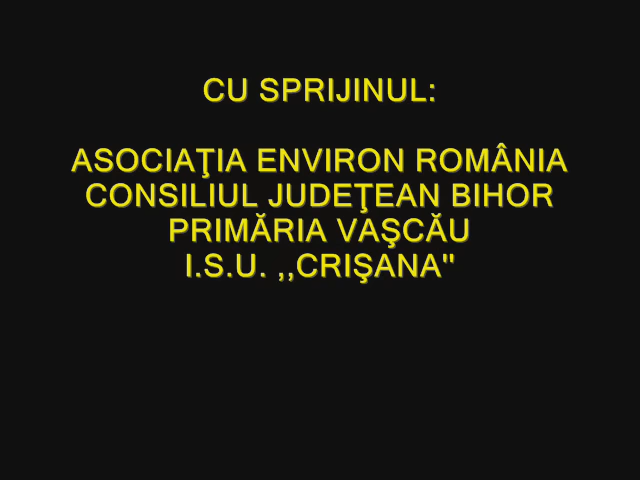 CU SPRIJINUL:
ASOCIAŢIA ENVIRON ROMÂNIA
CONSILIUL JUDEŢEAN BIHOR
PRIMĂRIA VAŞCĂU
I.S.U. ,,CRIŞANA"